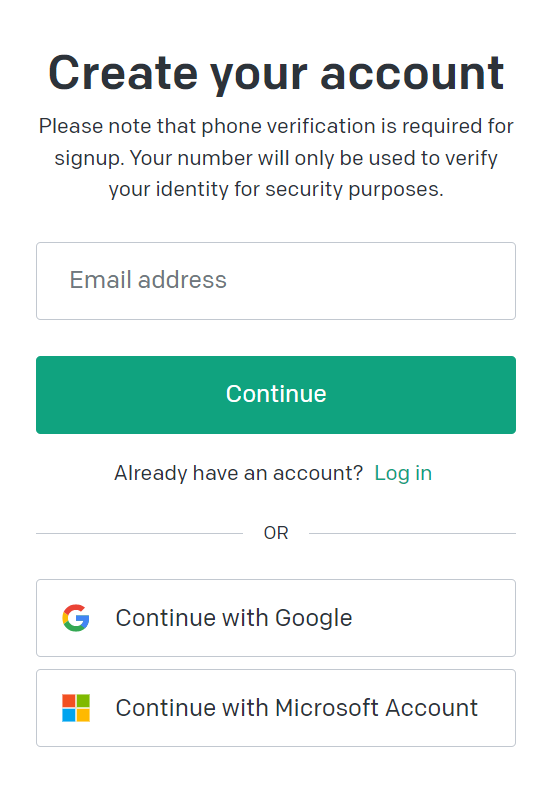 Create your account
Please note that phone verification is required for
signup. Your number will only be used to verify
your identity for security purposes.
Email address
Continue
Already have an account? Log in
OR
Continue with Google
Continue with Microsoft Account